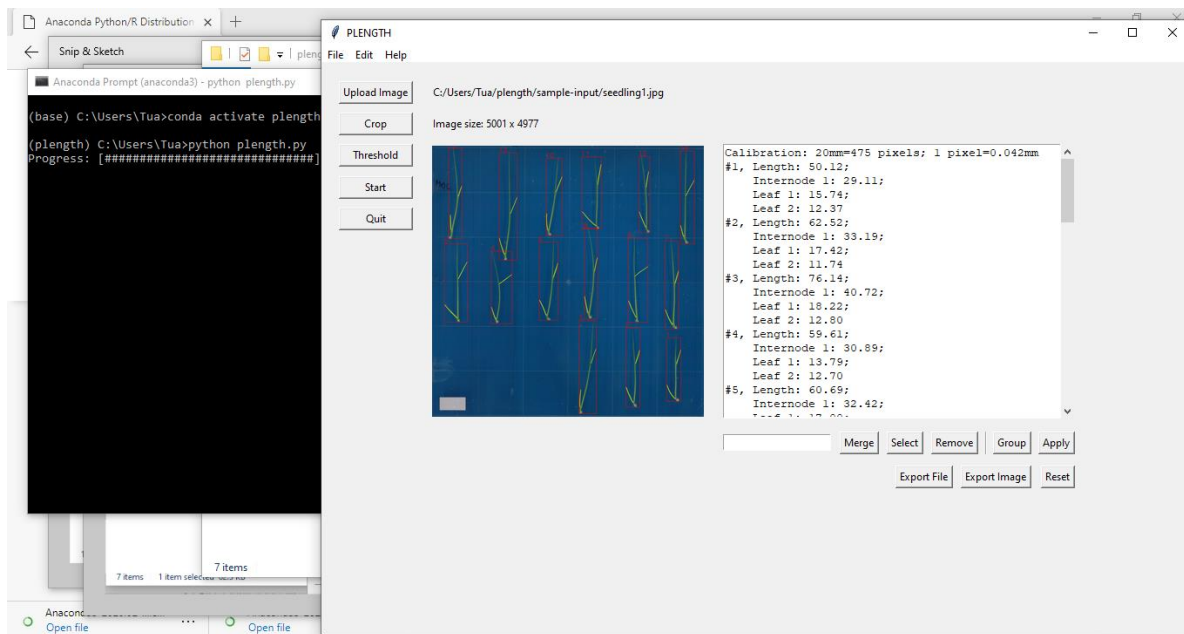 Anaconda Python/R Distribution
Snip & Sketch
Anaconda Prompt (anaconda3) - python plength.py
(base) C:\Users\Tua>conda activate plength
(plength) C:\Users\Tua>python plength.py
Progress: [##############################]
PLENGTH
File Edit Help
Upload Image
Crop
Threshold
Start
Quit
C:/Users/Tua/plength/sample-input/seedling1.jpg
Image size: 5001 x 4977
Calibration: 20mm=475 pixels; 1 pixel=0.042mm
#1, Length: 50.12;
Internode 1: 29.11;
Leaf 1: 15.74;
Leaf 2: 12.37
#2, Length: 62.52;
Internode 1: 33.19;
Leaf 1: 17.42;
Leaf 2: 11.74
#3, Length: 76.14;
Internode 1: 40.72;
Leaf 1: 18.22;
Leaf 2: 12.80
#4, Length: 59.61;
Internode 1: 30.89;
Leaf 1: 13.79;
Leaf 2: 12.70
#5, Length: 60.69;
Internode 1: 32.42;
Merge Select Remove Group Apply
Export File Export Image Reset
7 items
7 items 1 item selected
Open file
Open file